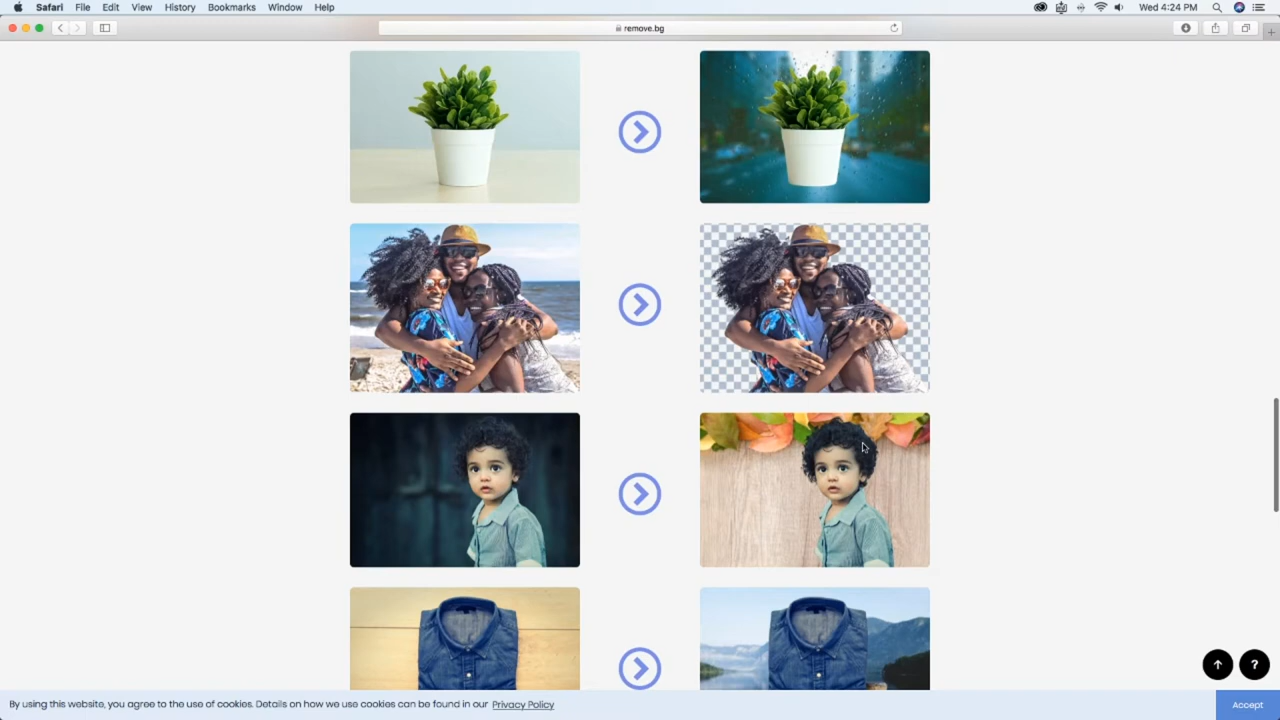 Safari File Edit View History Bookmarks Window Help Wed 4:24 PM
remove.bg
?
By using this website, you agree to the use of cookies. Details on how we use cookies can be found in our Privacy Policy
Accept